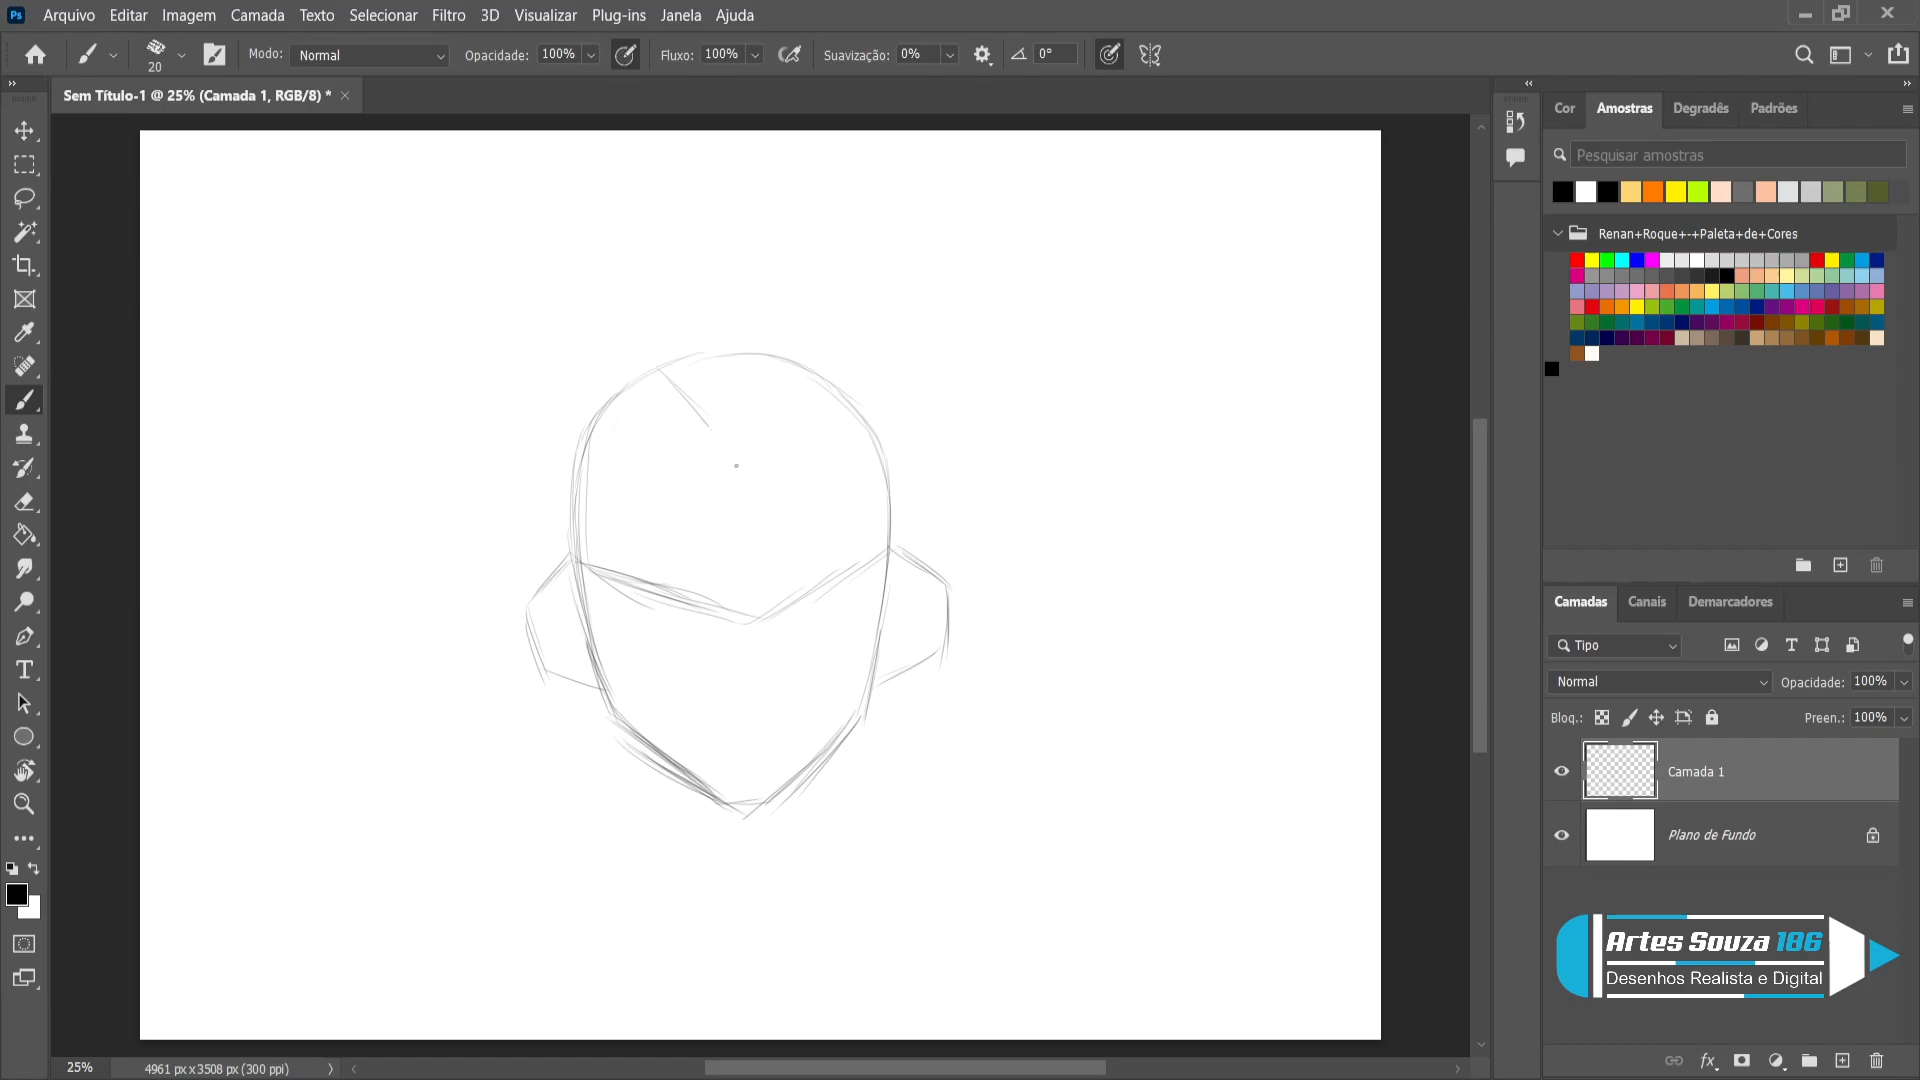 Ps Arquivo Editar Imagem Camada Texto Selecionar Filtro 3D Visualizar Plug-ins Janela Ajuda
20 Modo: Normal Opacidade: 100% Fluxo: 100% Suavização: 0% 0°
Sem Título-1 @ 25% (Camada 1, RGB/8) *
Cor Amostras Degradês Padrões
Pesquisar amostras
Renan+Roque+-+Paleta+de+Cores
Camadas Canais Demarcadores
Tipo
Normal Opacidade: 100%
Bloq.: Preen.: 100%
Camada 1
Plano de Fundo
Artes Souza 186
Desenhos Realista e Digital
25% 4961 px x 3508 px (300 ppi)